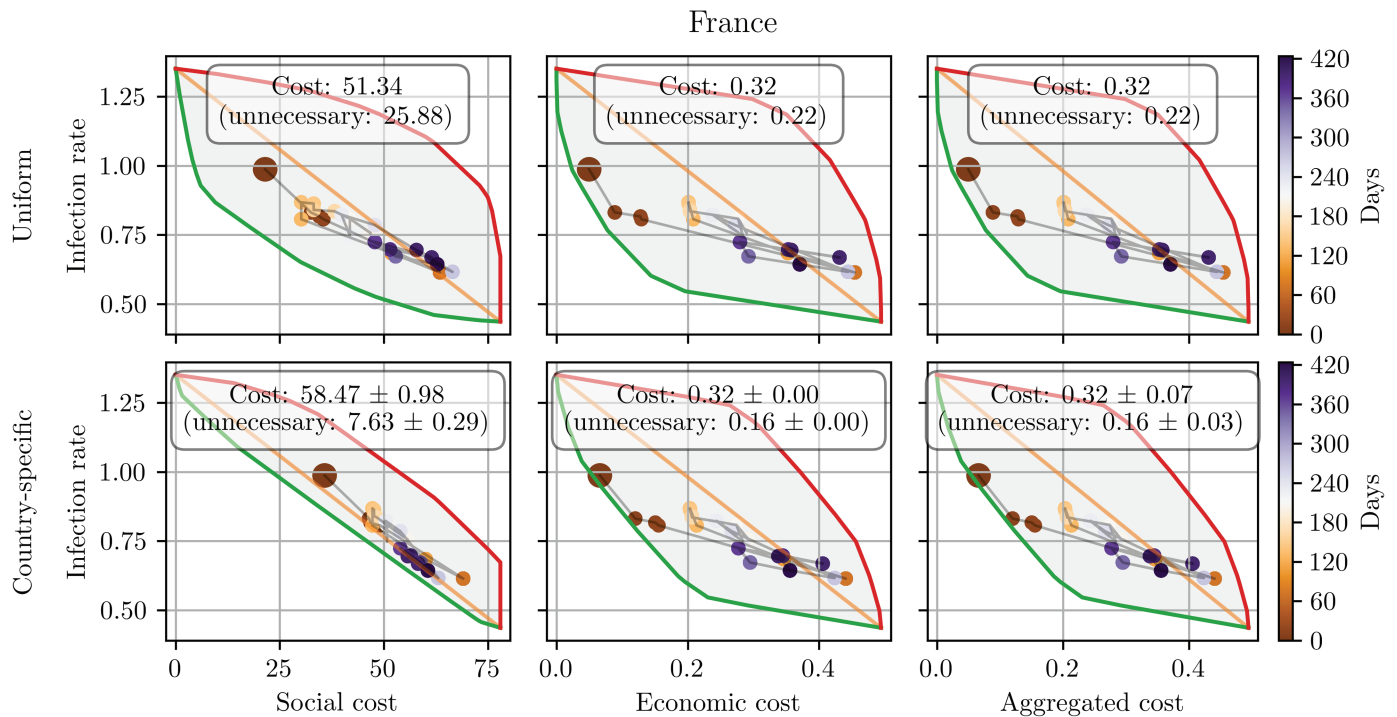 France
Uniform
Infection rate
1.25
1.00
0.75
0.50
Cost: 51.34
(unnecessary: 25.88)
Cost: 0.32
(unnecessary: 0.22)
Cost: 0.32
(unnecessary: 0.22)
420
360
300
240
180
120
60
0
Days
Country-specific
Infection rate
1.25
1.00
0.75
0.50
Cost: 58.47 ± 0.98
(unnecessary: 7.63 ± 0.29)
Cost: 0.32 ± 0.00
(unnecessary: 0.16 ± 0.00)
Cost: 0.32 ± 0.07
(unnecessary: 0.16 ± 0.03)
420
360
300
240
180
120
60
0
Days
0 25 50 75
Social cost
0.0 0.2 0.4
Economic cost
0.0 0.2 0.4
Aggregated cost